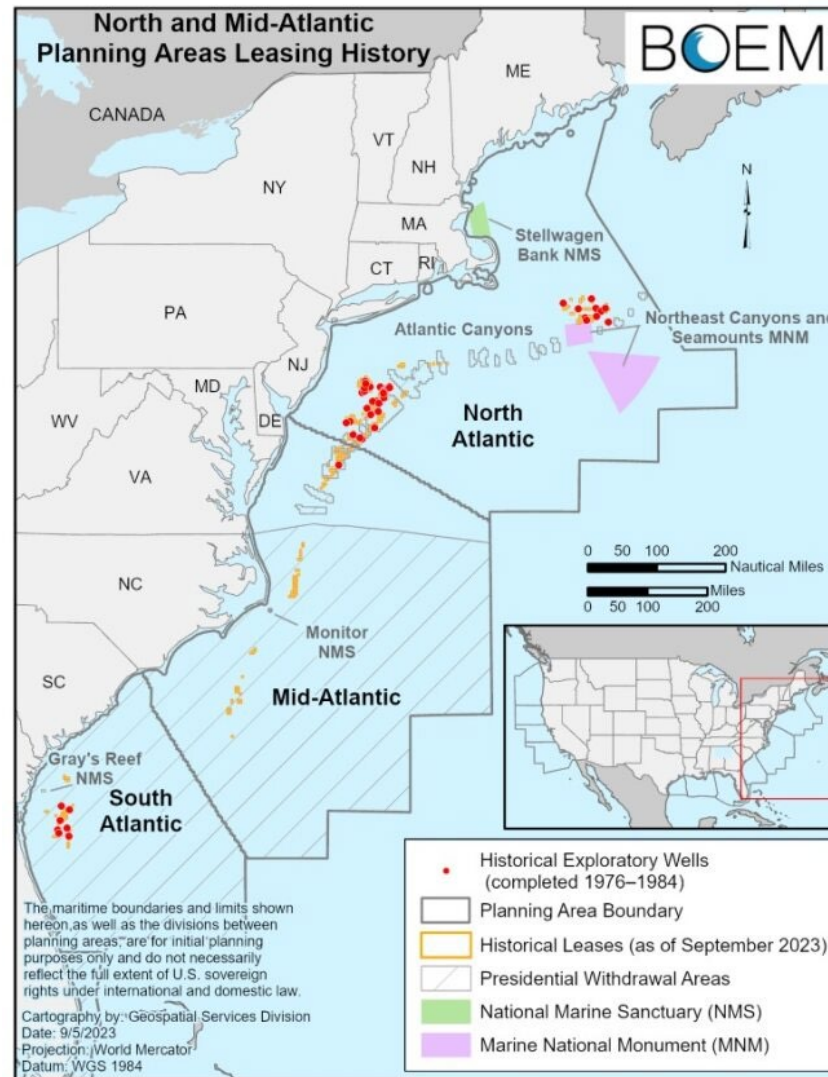 North and Mid-Atlantic
Planning Areas Leasing History
BOEM
CANADA
ME
VT
NH
NY
MA
CT
RI
N
Stellwagen
Bank NMS
PA
NJ
Atlantic Canyons
Northeast Canyons and
Seamounts MNM
MD
DE
WV
North
Atlantic
VA
0 50 100 200
Nautical Miles
0 50 100 200
Miles
NC
Monitor
NMS
SC
Mid-Atlantic
Gray's Reef
NMS
South
Atlantic
Historical Exploratory Wells
(completed 1976–1984)
Planning Area Boundary
Historical Leases (as of September 2023)
Presidential Withdrawal Areas
National Marine Sanctuary (NMS)
Marine National Monument (MNM)
The maritime boundaries and limits shown
hereon, as well as the divisions between
planning areas, are for initial planning
purposes only and do not necessarily
reflect the full extent of U.S. sovereign
rights under international and domestic law.
Cartography by: Geospatial Services Division
Date: 9/5/2023
Projection: World Mercator
Datum: WGS 1984